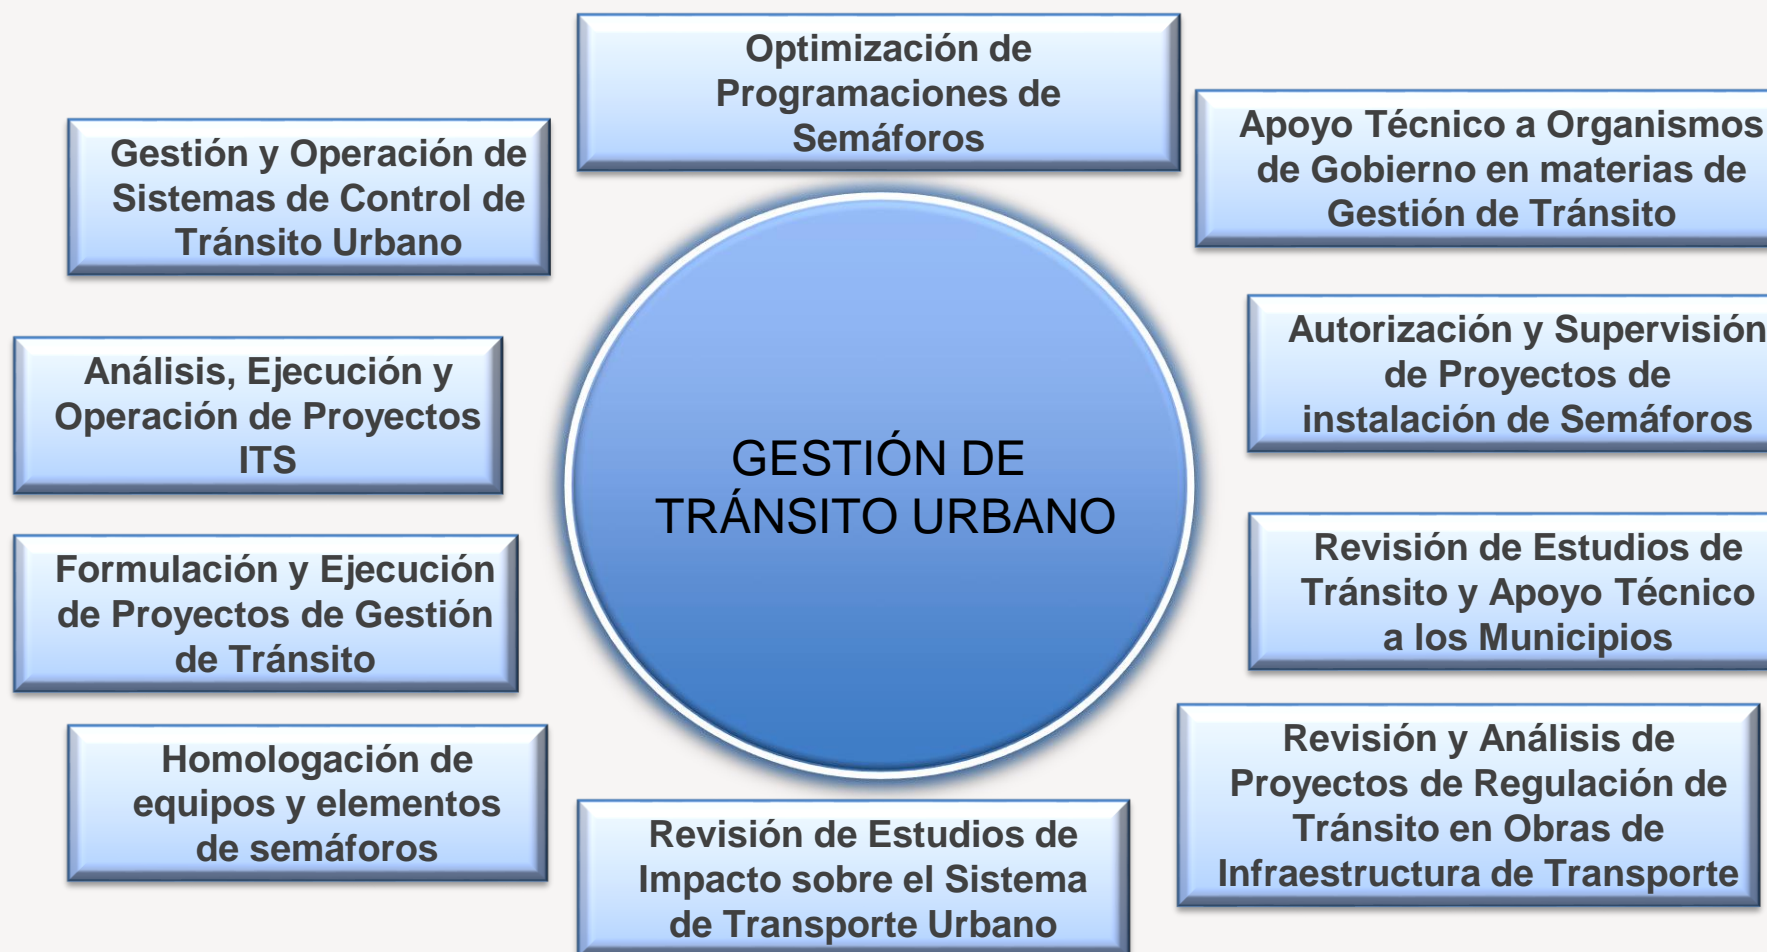 Optimización de
Programaciones de
Semáforos
Apoyo Técnico a Organismos
de Gobierno en materias de
Gestión de Tránsito
Gestión y Operación de
Sistemas de Control de
Tránsito Urbano
Autorización y Supervisión
de Proyectos de
instalación de Semáforos
Análisis, Ejecución y
Operación de Proyectos
ITS
GESTIÓN DE
TRÁNSITO URBANO
Revisión de Estudios de
Tránsito y Apoyo Técnico
a los Municipios
Formulación y Ejecución
de Proyectos de Gestión
de Tránsito
Revisión y Análisis de
Proyectos de Regulación de
Tránsito en Obras de
Infraestructura de Transporte
Homologación de
equipos y elementos
de semáforos
Revisión de Estudios de
Impacto sobre el Sistema
de Transporte Urbano